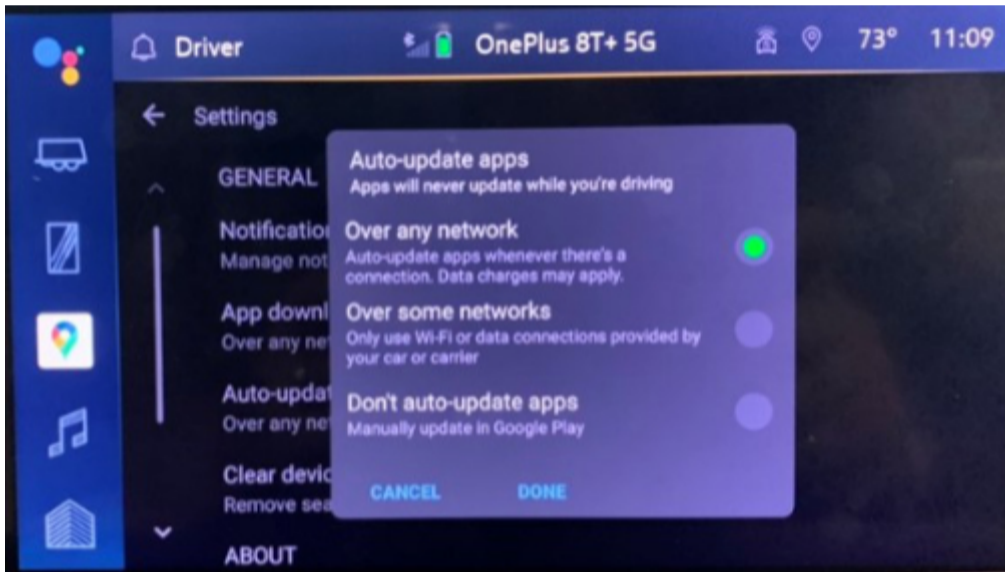 Driver
OnePlus 8T+ 5G
73°
11:09
Settings
GENERAL
Notification
Manage not
App downl
Over any ne
Auto-updat
Over any ne
Clear devic
Remove sea
ABOUT
Auto-update apps
Apps will never update while you're driving
Over any network
Auto-update apps whenever there's a
connection. Data charges may apply.
Over some networks
Only use Wi-Fi or data connections provided by
your car or carrier
Don't auto-update apps
Manually update in Google Play
CANCEL
DONE